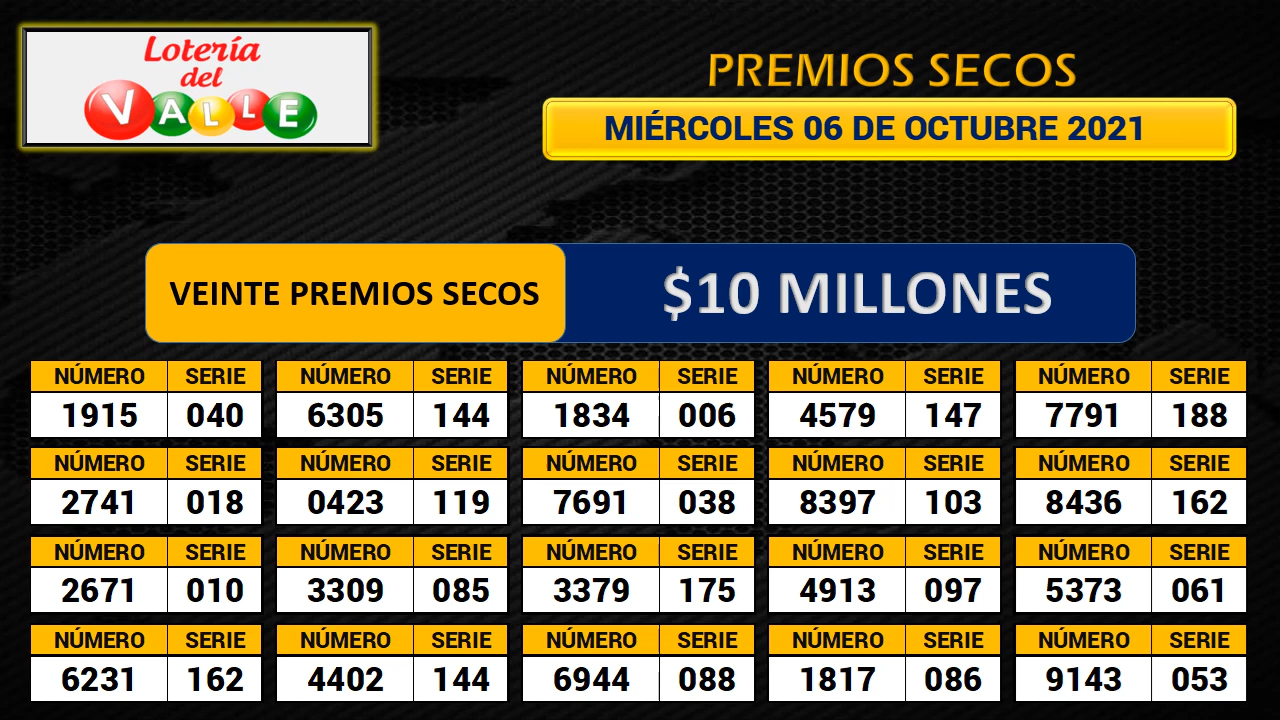 Lotería
del
VALLE
PREMIOS SECOS
MIÉRCOLES 06 DE OCTUBRE 2021
VEINTE PREMIOS SECOS
$10 MILLONES
NÚMERO SERIE NÚMERO SERIE NÚMERO SERIE NÚMERO SERIE NÚMERO SERIE
1915 040 6305 144 1834 006 4579 147 7791 188
NÚMERO SERIE NÚMERO SERIE NÚMERO SERIE NÚMERO SERIE NÚMERO SERIE
2741 018 0423 119 7691 038 8397 103 8436 162
NÚMERO SERIE NÚMERO SERIE NÚMERO SERIE NÚMERO SERIE NÚMERO SERIE
2671 010 3309 085 3379 175 4913 097 5373 061
NÚMERO SERIE NÚMERO SERIE NÚMERO SERIE NÚMERO SERIE NÚMERO SERIE
6231 162 4402 144 6944 088 1817 086 9143 053